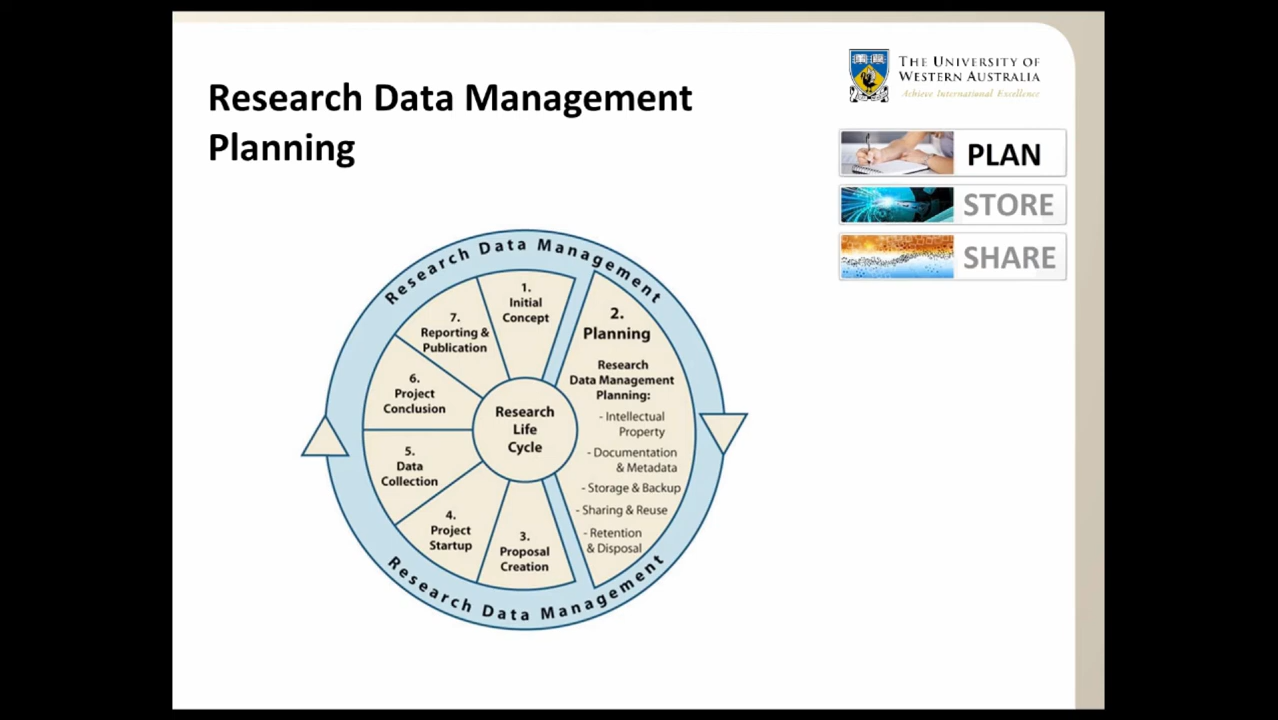 Research Data Management
Planning
THE UNIVERSITY OF
WESTERN AUSTRALIA
Achieve International Excellence
PLAN
STORE
SHARE
Research Data Management
1.
Initial
Concept
2.
Planning
Research
Data Management
Planning:
- Intellectual
Property
- Documentation
& Metadata
- Storage & Backup
- Sharing & Reuse
- Retention
& Disposal
3.
Proposal
Creation
4.
Project
Startup
5.
Data
Collection
6.
Project
Conclusion
7.
Reporting &
Publication
Research
Life
Cycle
Research Data Management